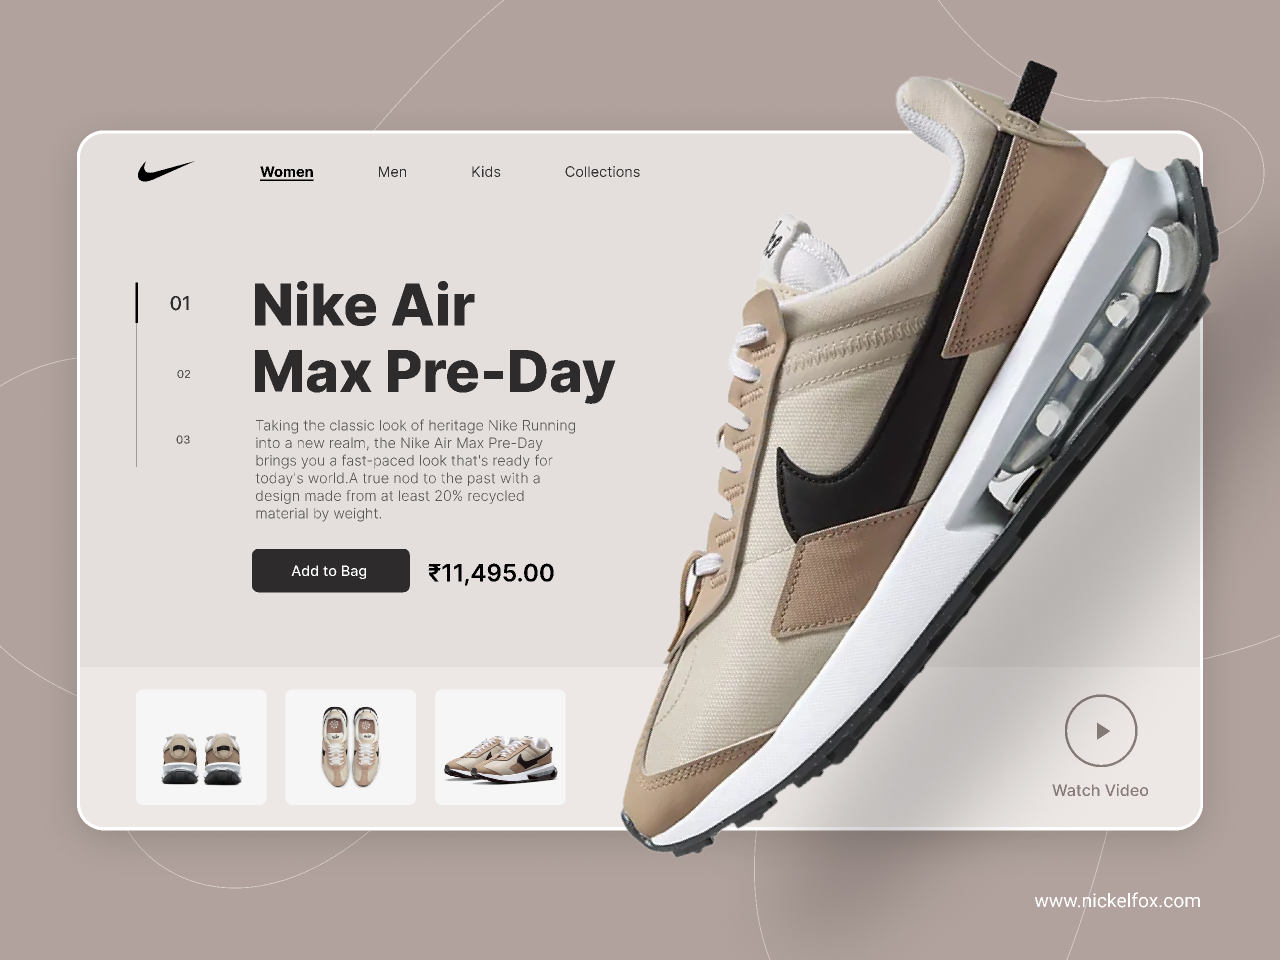 Women Men Kids Collections
01
02
03
Nike Air
Max Pre-Day
Taking the classic look of heritage Nike Running
into a new realm, the Nike Air Max Pre-Day
brings you a fast-paced look that's ready for
today's world.A true nod to the past with a
design made from at least 20% recycled
material by weight.
Add to Bag ₹11,495.00
Watch Video
www.nickelfox.com